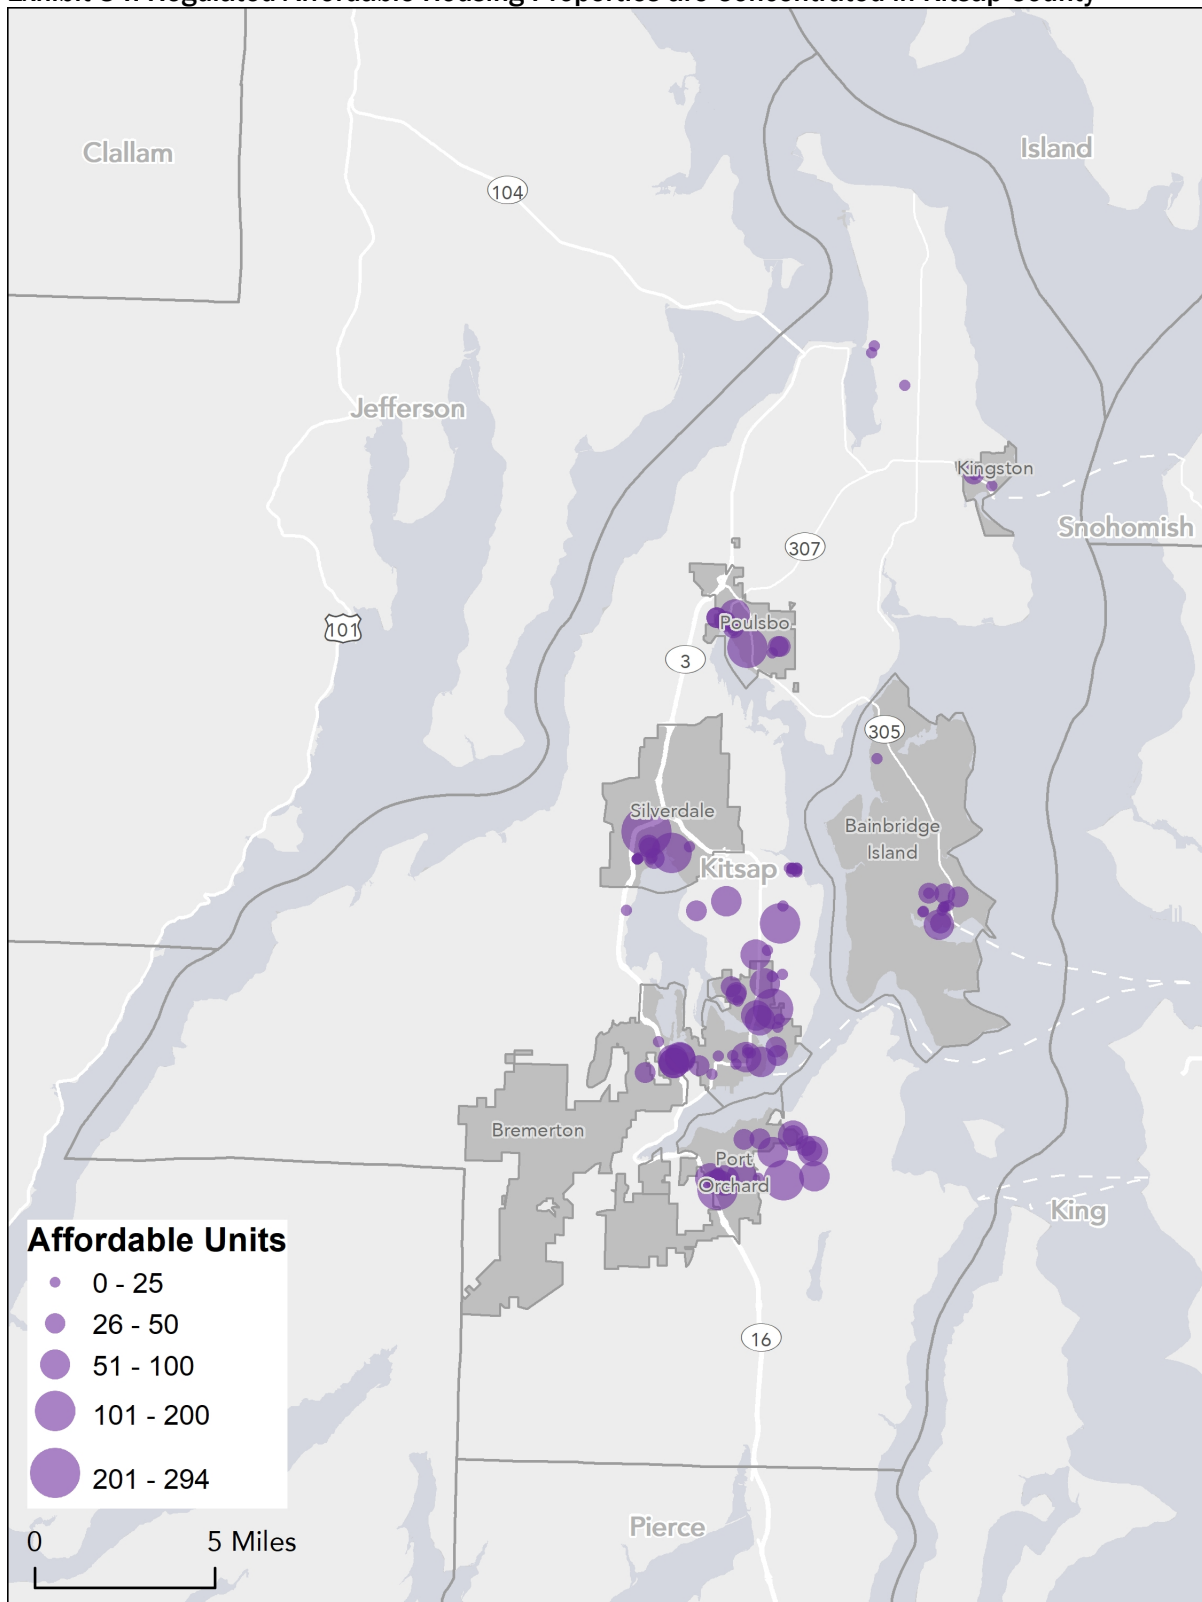 Clallam
Island
104
Jefferson
Kingston
Snohomish
307
101
Poulsbo
3
305
Silverdale
Bainbridge
Island
Kitsap
Bremerton
Port
Orchard
King
Affordable Units
0 - 25
26 - 50
51 - 100
101 - 200
201 - 294
16
Pierce
0 5 Miles